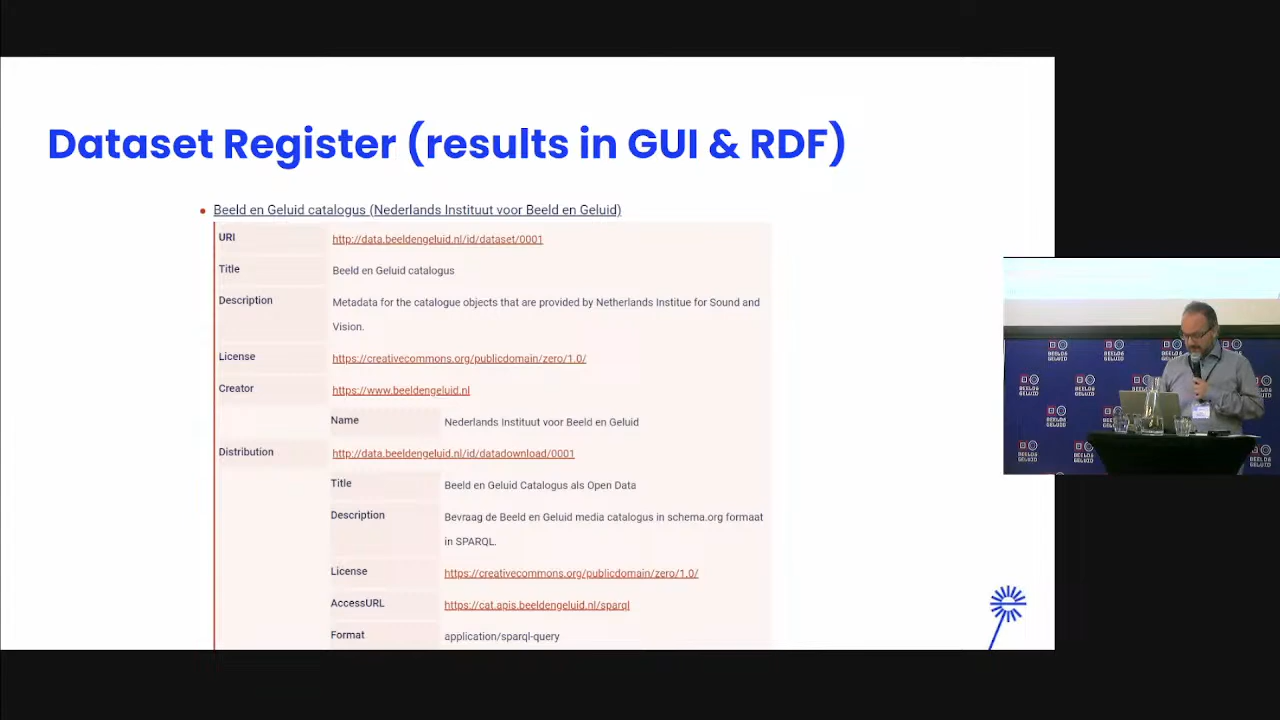 Dataset Register (results in GUI & RDF)
Beeld en Geluid catalogus (Nederlands Instituut voor Beeld en Geluid)
URI http://data.beeldengeluid.nl/id/dataset/0001
Title Beeld en Geluid catalogus
Description Metadata for the catalogue objects that are provided by Netherlands Institue for Sound and
Vision.
License https://creativecommons.org/publicdomain/zero/1.0/
Creator https://www.beeldengeluid.nl
Name Nederlands Instituut voor Beeld en Geluid
Distribution http://data.beeldengeluid.nl/id/datadownload/0001
Title Beeld en Geluid Catalogus als Open Data
Description Bevraag de Beeld en Geluid media catalogus in schema.org formaat
in SPARQL.
License https://creativecommons.org/publicdomain/zero/1.0/
AccessURL https://cat.apis.beeldengeluid.nl/sparql
Format application/sparql-query
BEELD&
GELUID